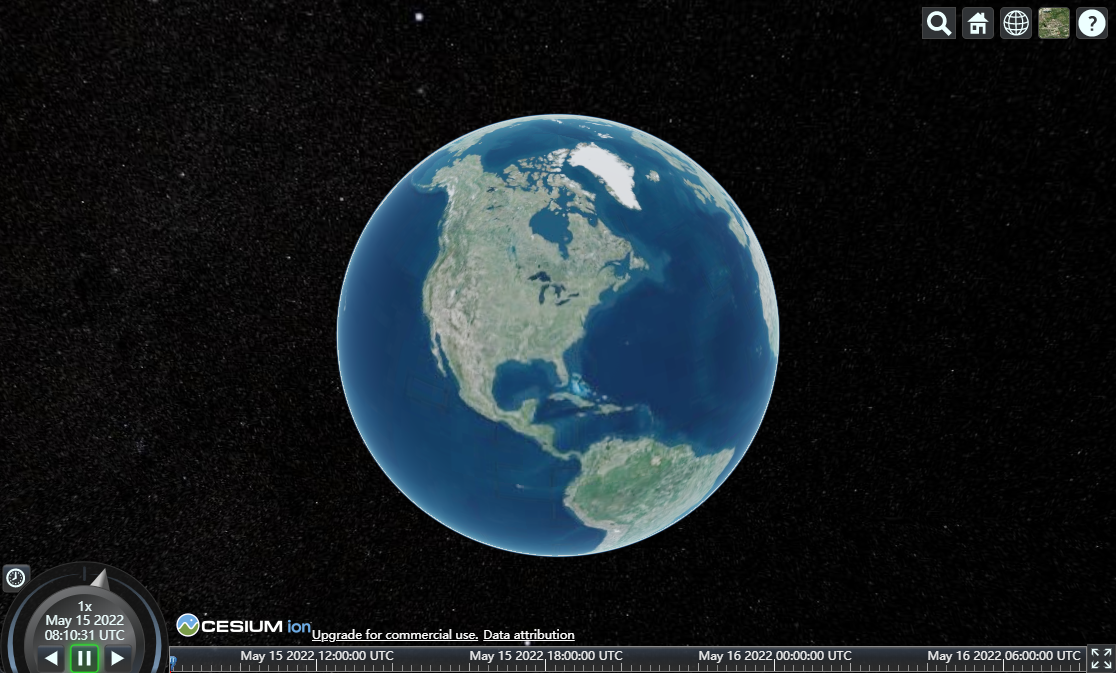 ?
1x
May 15 2022
08:10:31 UTC
CESIUM ion
Upgrade for commercial use. Data attribution
May 15 2022 12:00:00 UTC May 15 2022 18:00:00 UTC May 16 2022 00:00:00 UTC May 16 2022 06:00:00 UTC